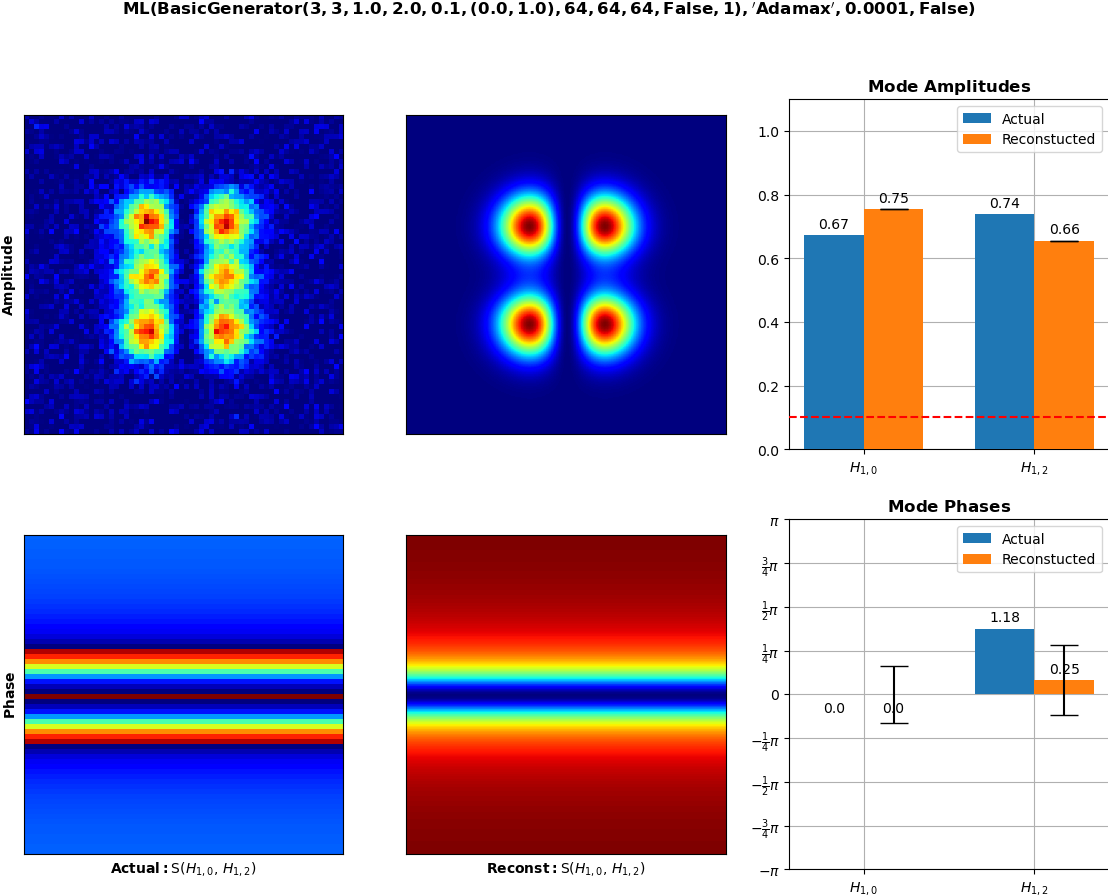 ML(BasicGenerator(3, 3, 1.0, 2.0, 0.1, (0.0, 1.0), 64, 64, 64, False, 1), 'Adamax', 0.0001, False)
Amplitude
Mode Amplitudes
Actual
Reconstucted
1.0
0.8
0.6
0.4
0.2
0.0
0.67
0.75
0.74
0.66
H1,0
H1,2
Phase
Actual: S(H1,0, H1,2)
Reconst: S(H1,0, H1,2)
Mode Phases
Actual
Reconstucted
π
3/4π
1/2π
1/4π
0
−1/4π
−1/2π
−3/4π
−π
0.0
0.0
1.18
0.25
H1,0
H1,2